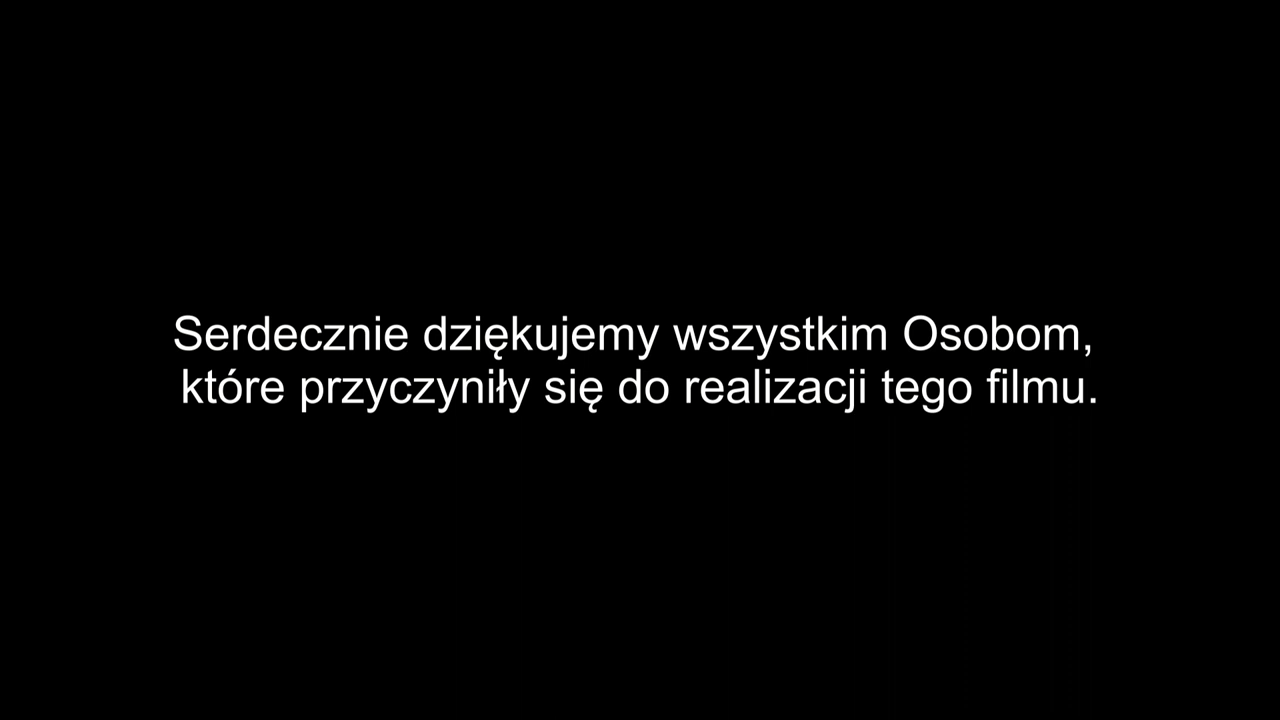 Serdecznie dziękujemy wszystkim Osobom,
które przyczyniły się do realizacji tego filmu.